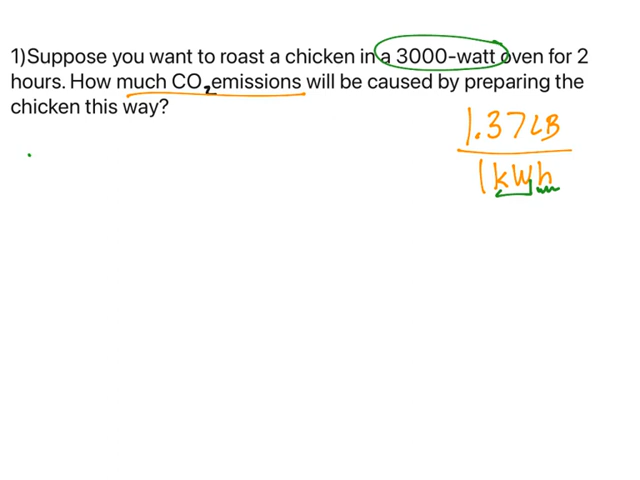 1)Suppose you want to roast a chicken in a 3000-watt oven for 2
hours. How much CO₂ emissions will be caused by preparing the
chicken this way?
1.37LB
1kWh